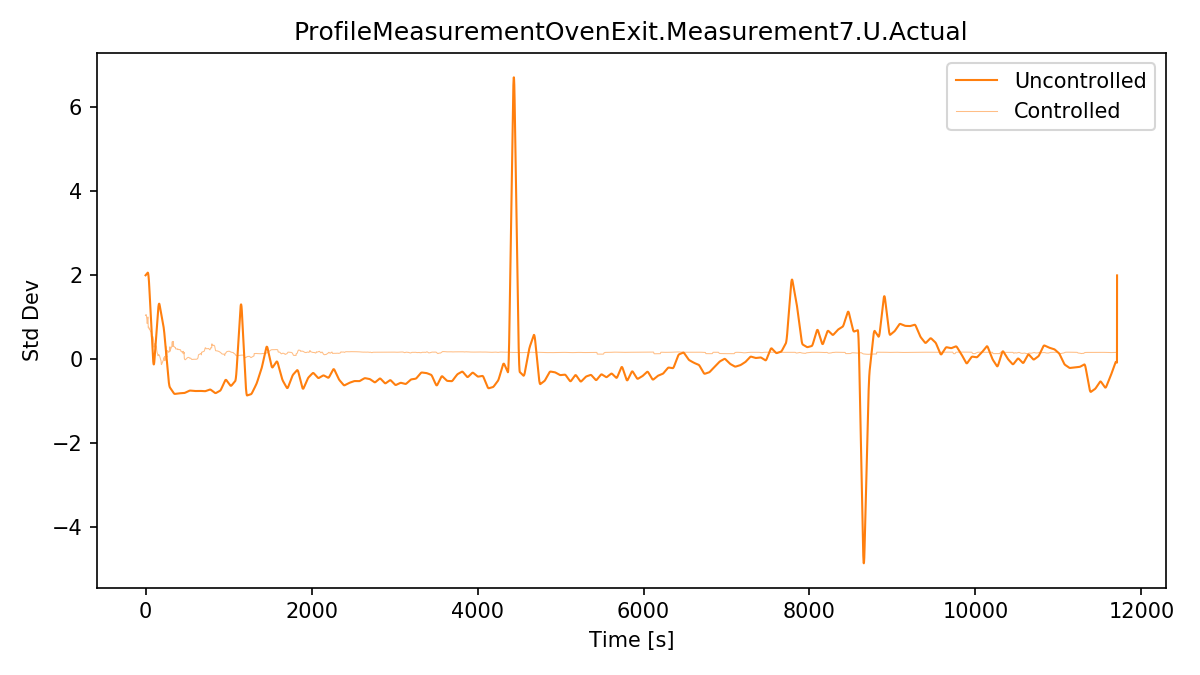 ProfileMeasurementOvenExit.Measurement7.U.Actual
Uncontrolled
Controlled
6
4
2
0
−2
−4
Std Dev
0 2000 4000 6000 8000 10000 12000
Time [s]